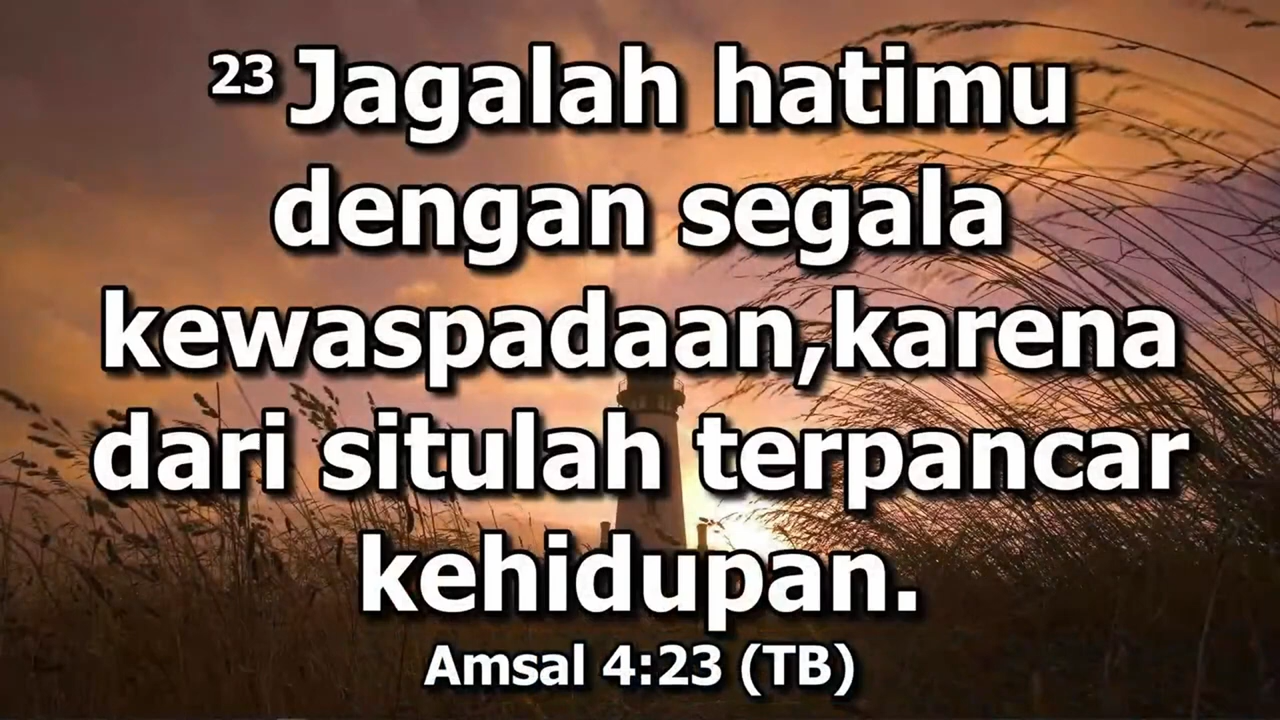 23 Jagalah hatimu
dengan segala
kewaspadaan,karena
dari situlah terpancar
kehidupan.
Amsal 4:23 (TB)